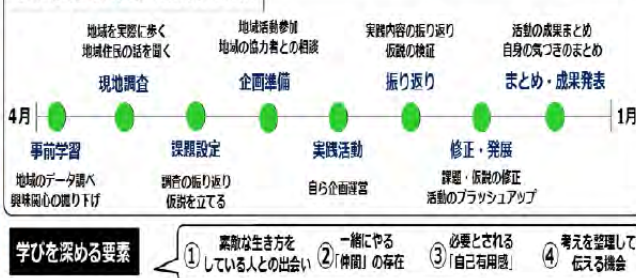 地域を実際に歩く
地域住民の話を聞く
現地調査
地域活動参加
地域の協力者との相談
企画準備
実践内容の振り返り
仮説の検証
振り返り
活動の成果まとめ
自身の気づきのまとめ
まとめ・成果発表
4月
1月
事前学習
地域のデータ調べ
興味関心の掘り下げ
課題設定
調査の振り返り
仮説を立てる
実践活動
自ら企画運営
修正・発展
課題・仮説の修正
活動のブラッシュアップ
学びを深める要素
① 素敵な生き方を
している人との出会い
② 一緒にやる
「仲間」の存在
③ 必要とされる
「自己有用感」
④ 考えを整理して
伝える機会